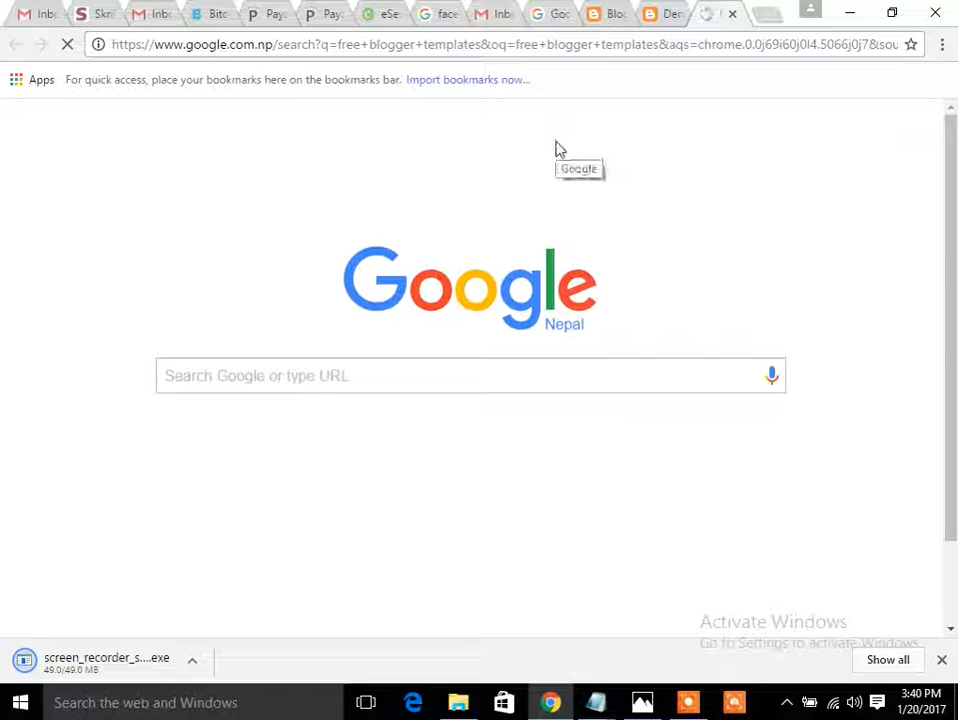 Inb
Skr
Inbo
Bitc
Pay
Pay
eSe
face
Inb
Goc
Blo
Der
https://www.google.com.np/search?q=free+blogger+templates&oq=free+blogger+templates&aqs=chrome.0.0j69i60j0l4.5066j0j7&sou
Apps For quick access, place your bookmarks here on the bookmarks bar. Import bookmarks now...
Google
Google
Nepal
Search Google or type URL
Activate Windows
Go to Settings to activate Windows.
screen_recorder_s....exe
49.0/49.0 MB
Show all
Search the web and Windows
3:40 PM
1/20/2017